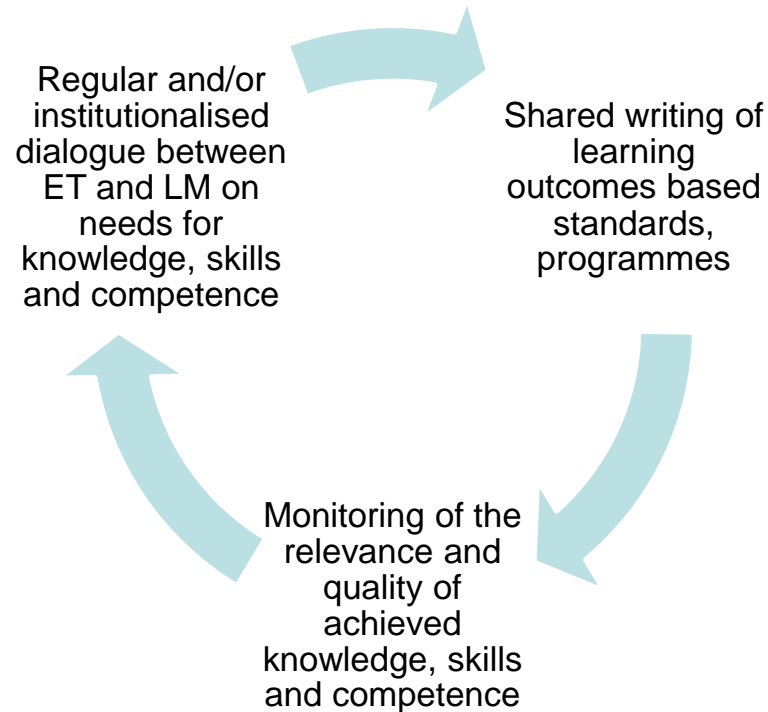 Regular and/or
institutionalised
dialogue between
ET and LM on
needs for
knowledge, skills
and competence
Shared writing of
learning
outcomes based
standards,
programmes
Monitoring of the
relevance and
quality of
achieved
knowledge, skills
and competence